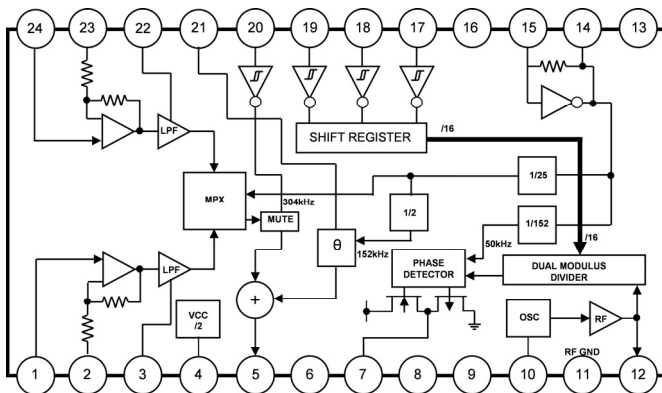 24 23 22 21 20 19 18 17 16 15 14 13
LPF
SHIFT REGISTER
/16
MPX
304kHz
1/25
1/2
1/152
MUTE
θ
152kHz
50kHz
/16
PHASE
DETECTOR
DUAL MODULUS
DIVIDER
LPF
+
VCC
/2
OSC
RF
RF GND
1 2 3 4 5 6 7 8 9 10 11 12